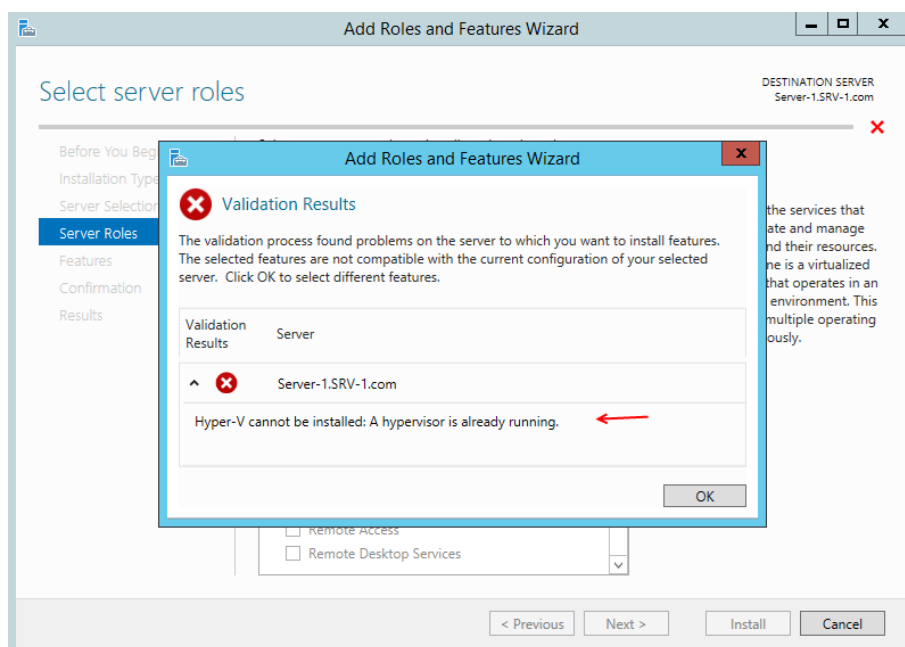 Add Roles and Features Wizard
Select server roles
DESTINATION SERVER
Server-1.SRV-1.com
Before You Beg
Installation Type
Server Selection
Server Roles
Features
Confirmation
Results
Add Roles and Features Wizard
Validation Results
The validation process found problems on the server to which you want to install features.
The selected features are not compatible with the current configuration of your selected
server. Click OK to select different features.
Validation
Results
Server
Server-1.SRV-1.com
Hyper-V cannot be installed: A hypervisor is already running.
OK
the services that
ate and manage
nd their resources.
ne is a virtualized
that operates in an
environment. This
multiple operating
ously.
Remote Access
Remote Desktop Services
< Previous
Next >
Install
Cancel